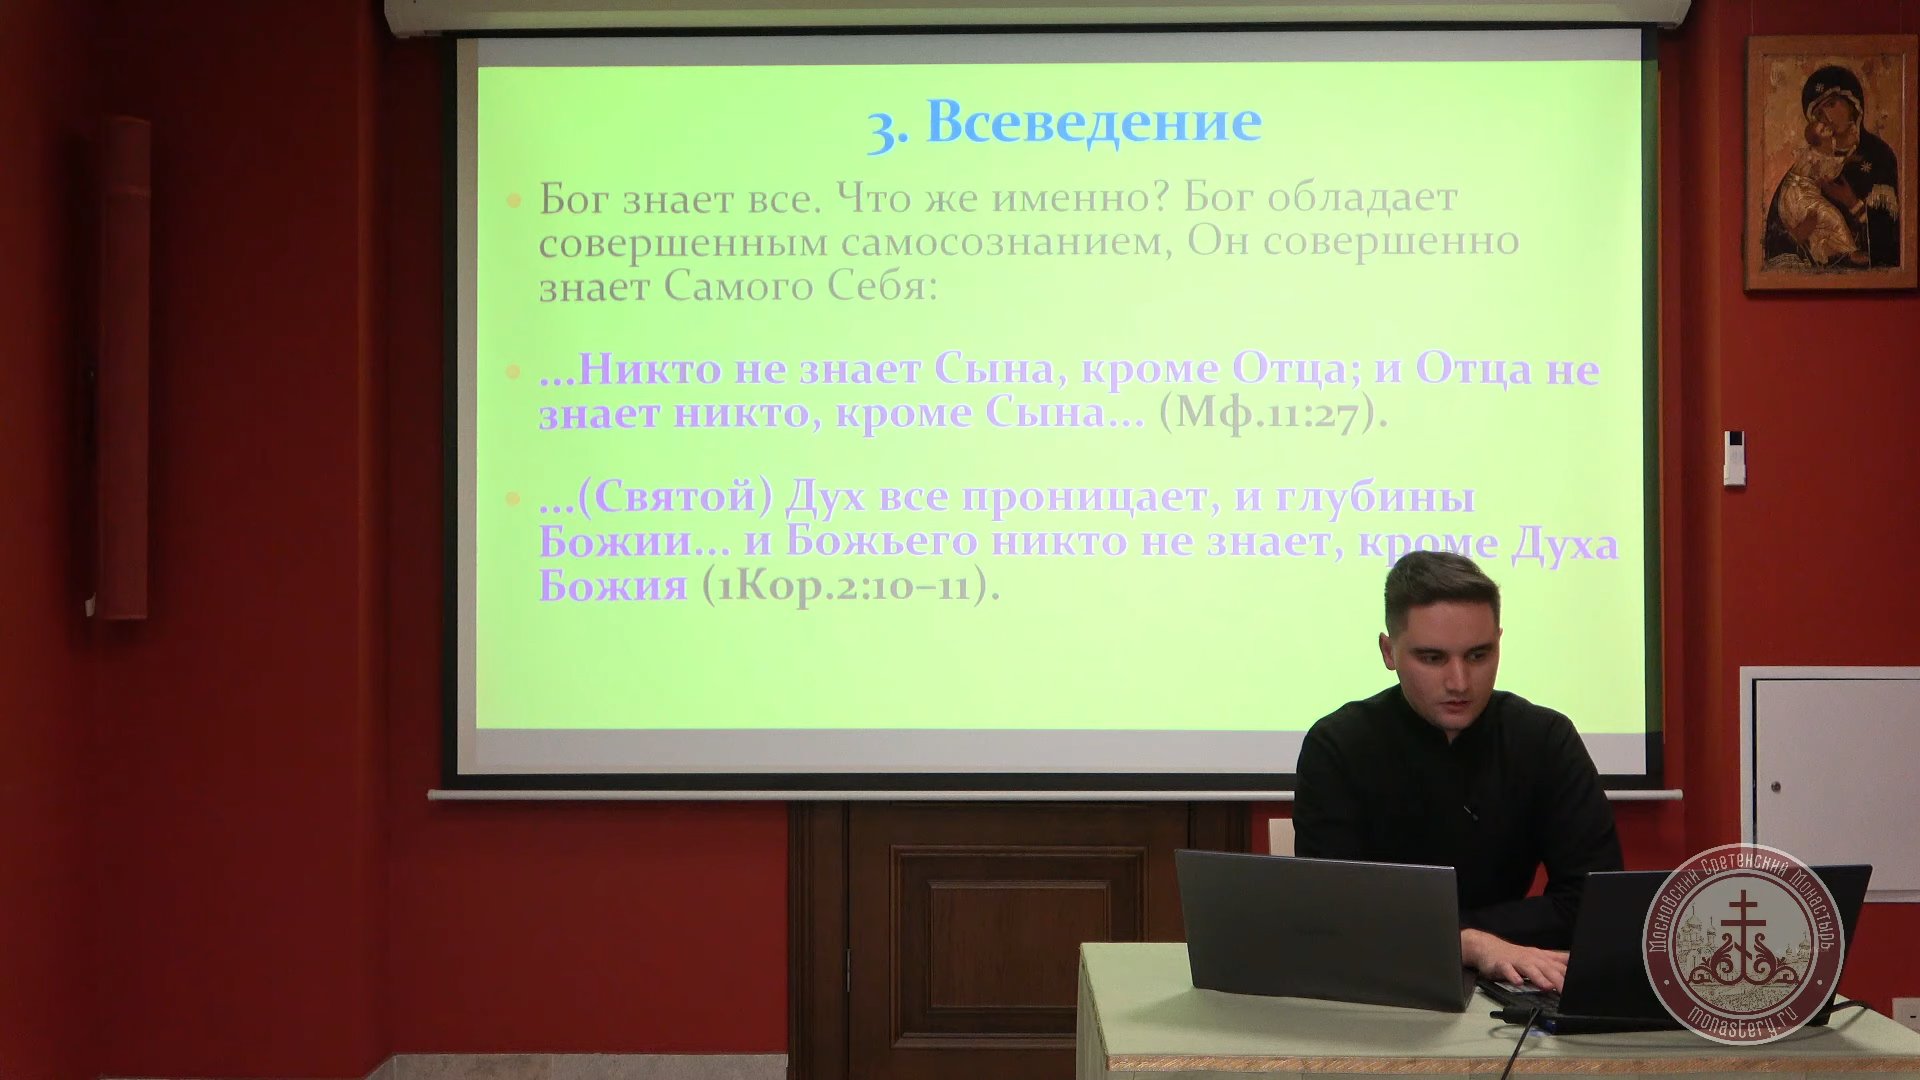 3. Всеведение
Бог знает все. Что же именно? Бог обладает
совершенным самосознанием, Он совершенно
знает Самого Себя:
...Никто не знает Сына, кроме Отца; и Отца не
знает никто, кроме Сына... (Мф.11:27).
...(Святой) Дух все проницает, и глубины
Божии... и Божьего никто не знает, кроме Духа
Божия (1Кор.2:10–11).
Московский Сретенский Монастырь
monastery.ru